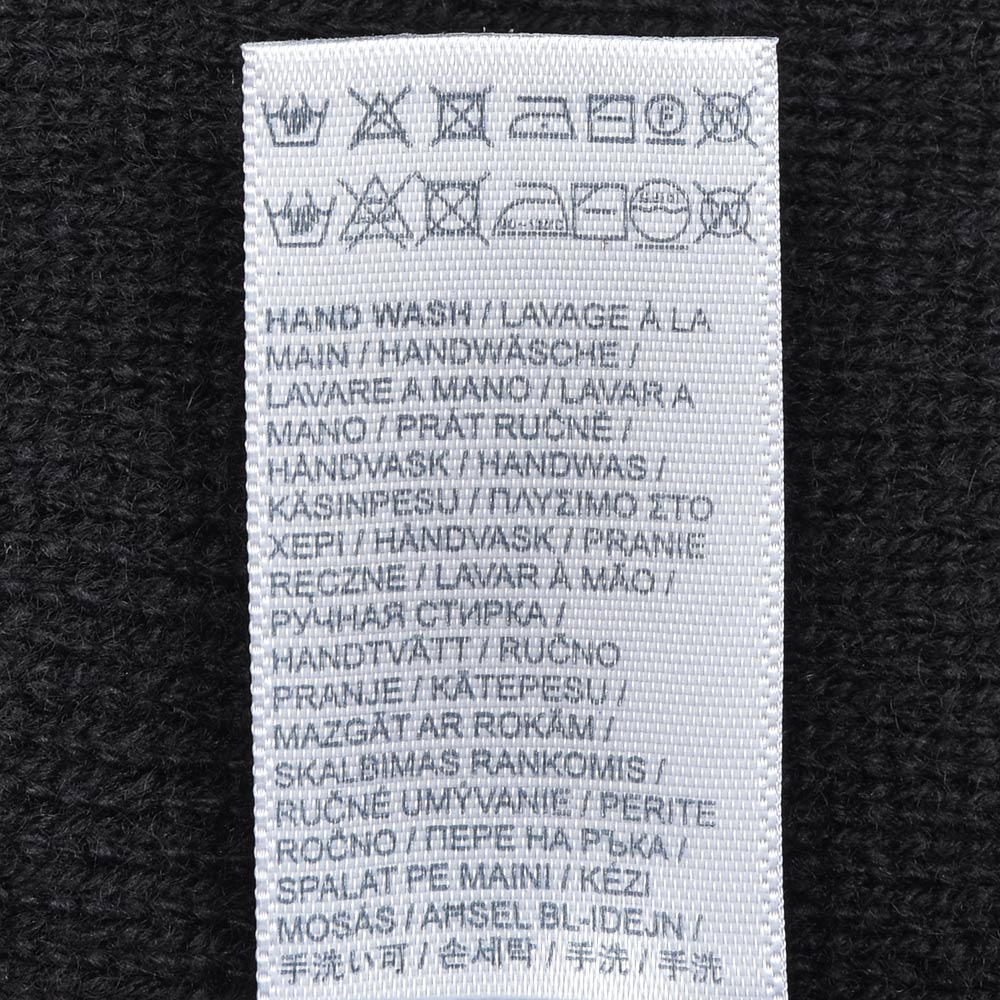 HAND WASH / LAVAGE À LA
MAIN / HANDWÄSCHE /
LAVARE A MANO / LAVAR A
MANO / PRÁT RUČNĚ /
HÅNDVASK / HANDWAS /
KÄSINPESU / ΠΛΥΣΙΜΟ ΣΤΟ
ΧΕΡΙ / HÅNDVASK / PRANIE
RĘCZNE / LAVAR À MÃO /
РУЧНАЯ СТИРКА /
HANDTVÄTT / RUČNO
PRANJE / KÄTEPESU /
MAZGĀT AR ROKĀM /
SKALBIMAS RANKOMIS /
RUČNÉ UMÝVANIE / PERITE
ROČNO / ПЕРЕ НА РЪКА /
SPALAT PE MAINI / KÉZI
MOSÁS / AĦSEL BL-IDEJN /
手洗い可 / 손세탁 / 手洗 / 手洗